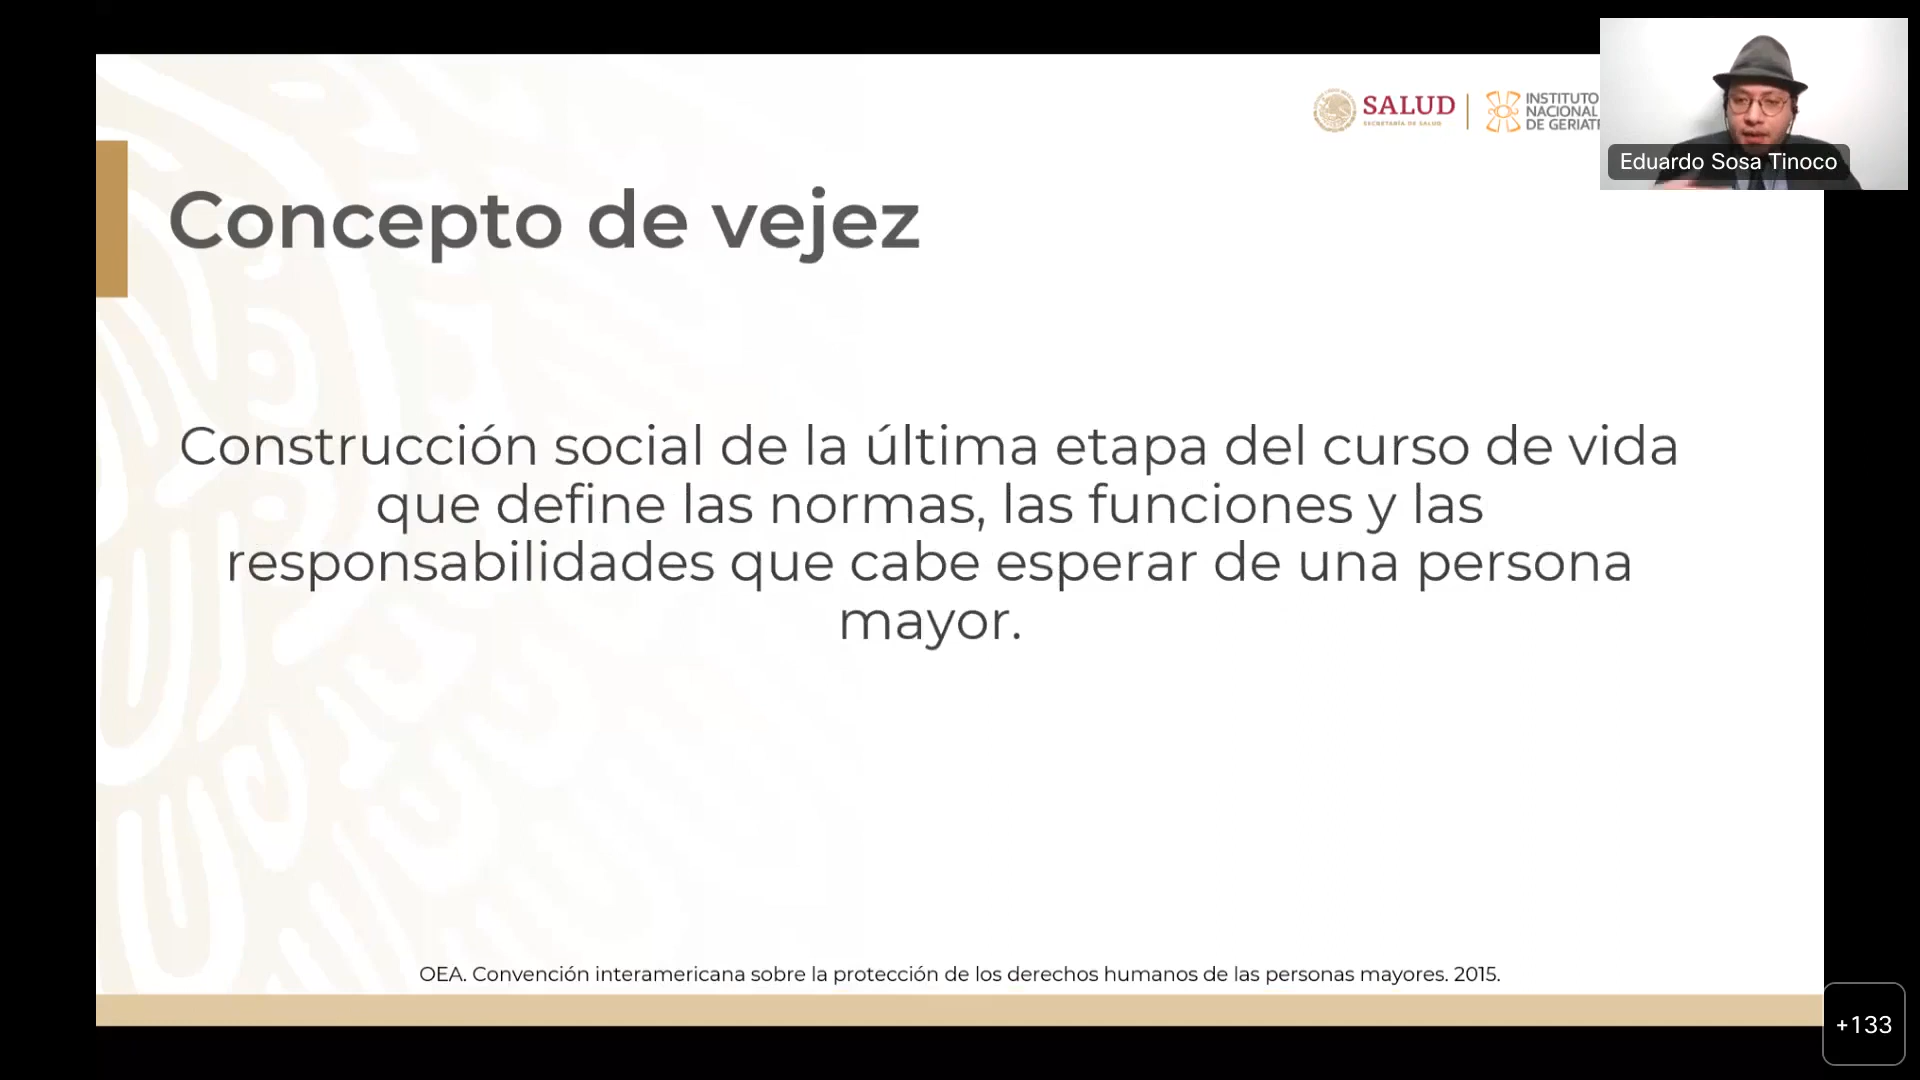 SALUD
SECRETARÍA DE SALUD
INSTITUTO
NACIONAL
DE GERIATR
Eduardo Sosa Tinoco
Concepto de vejez
Construcción social de la última etapa del curso de vida
que define las normas, las funciones y las
responsabilidades que cabe esperar de una persona
mayor.
OEA. Convención interamericana sobre la protección de los derechos humanos de las personas mayores. 2015.
+133